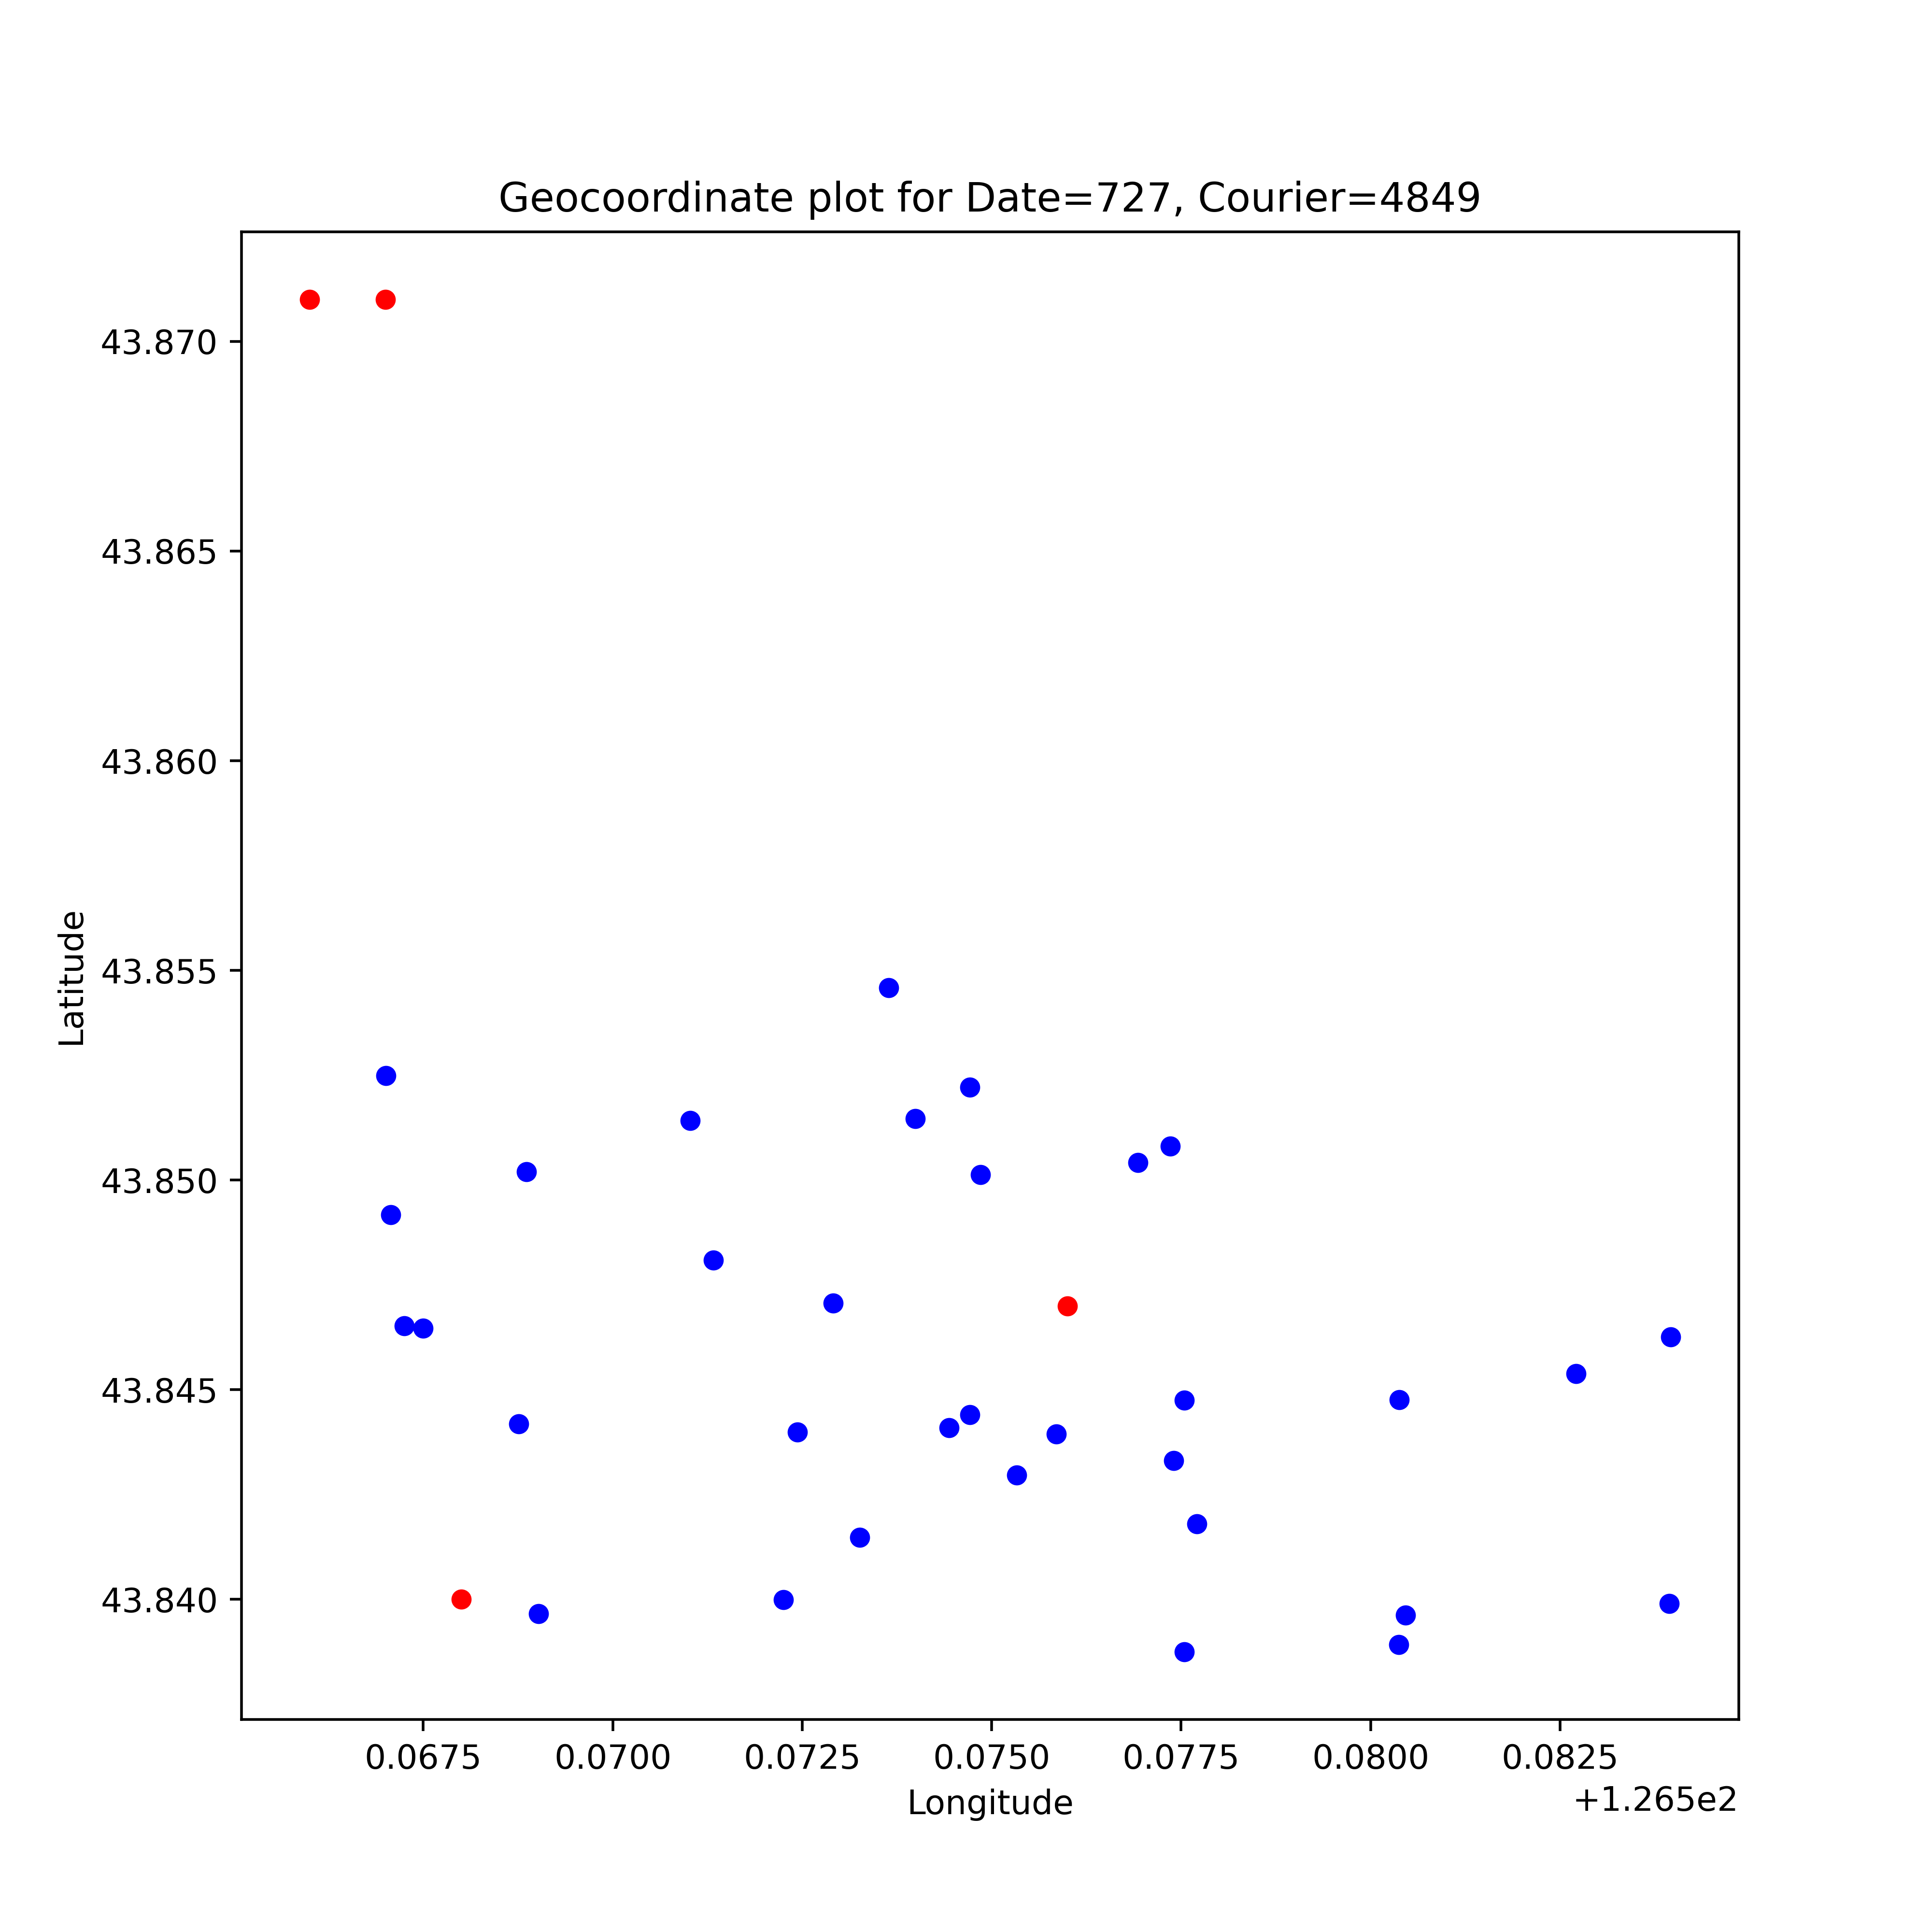 Geocoordinate plot for Date=727, Courier=4849
43.870
43.865
43.860
43.855
43.850
43.845
43.840
Latitude
0.0675 0.0700 0.0725 0.0750 0.0775 0.0800 0.0825
Longitude
+1.265e2